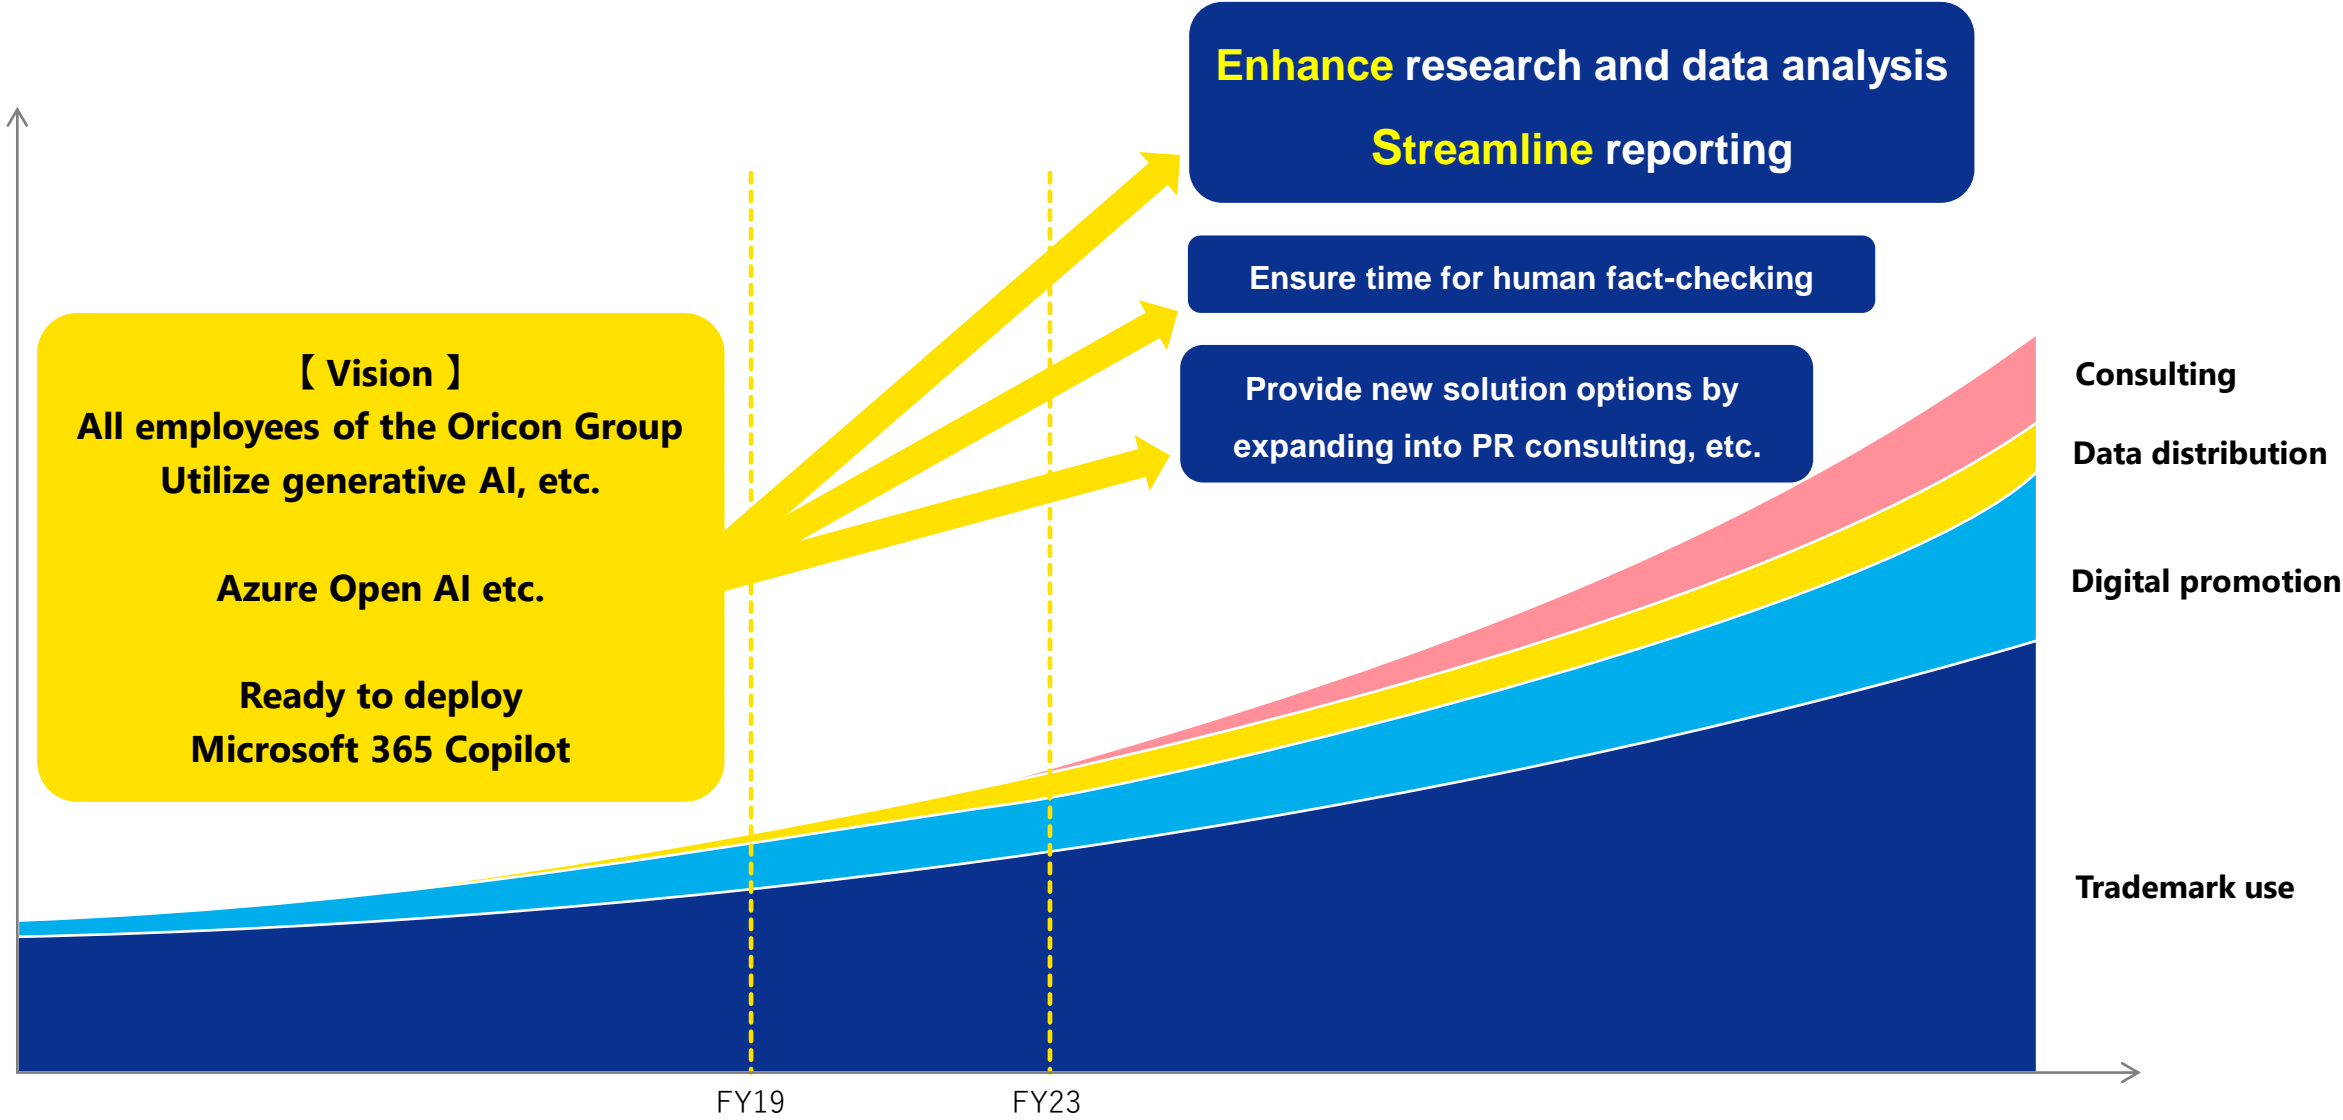 Enhance research and data analysis
Streamline reporting
Ensure time for human fact-checking
Provide new solution options by
expanding into PR consulting, etc.
【 Vision 】
All employees of the Oricon Group
Utilize generative AI, etc.
Azure Open AI etc.
Ready to deploy
Microsoft 365 Copilot
Consulting
Data distribution
Digital promotion
Trademark use
FY19
FY23